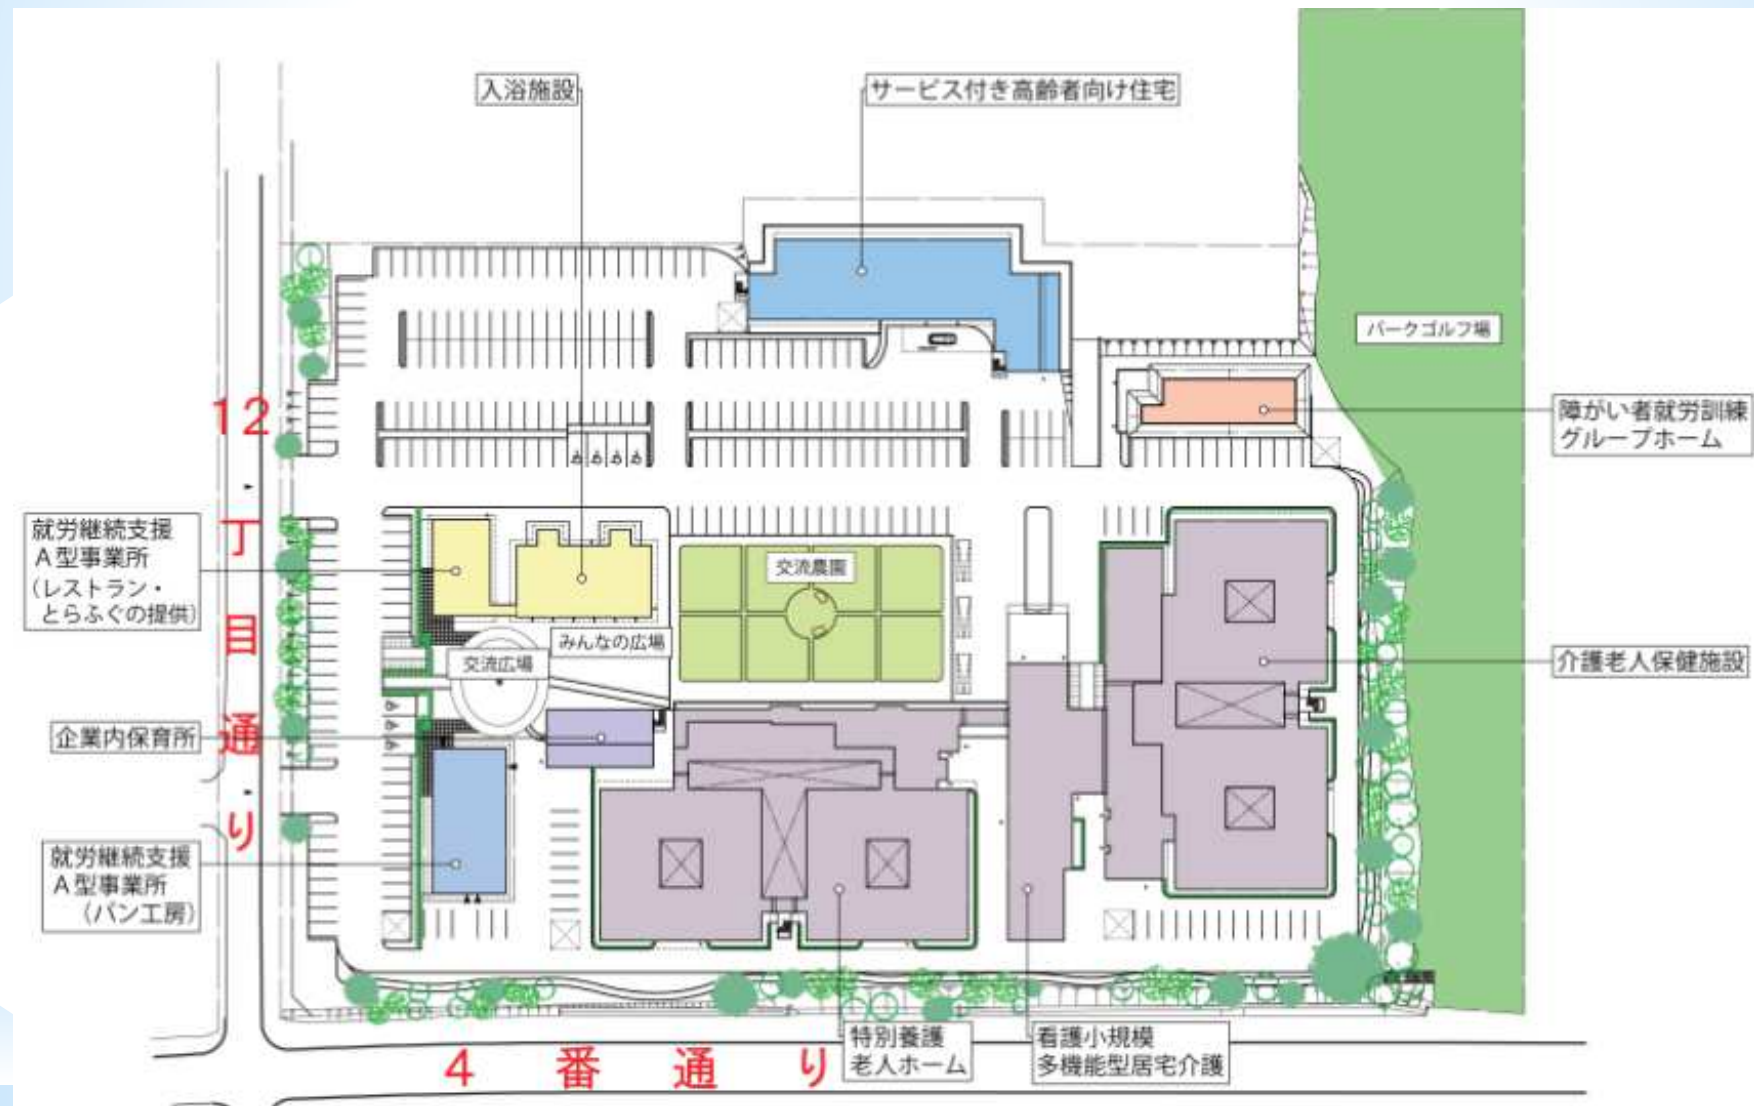 入浴施設
サービス付き高齢者向け住宅
パークゴルフ場
障がい者就労訓練
グループホーム
12
・
丁
目
通
・
り
就労継続支援
A型事業所
(レストラン・
とらふぐの提供)
交流農園
みんなの広場
交流広場
介護老人保健施設
企業内保育所
就労継続支援
A型事業所
(パン工房)
特別養護
老人ホーム
看護小規模
多機能型居宅介護
4番通り